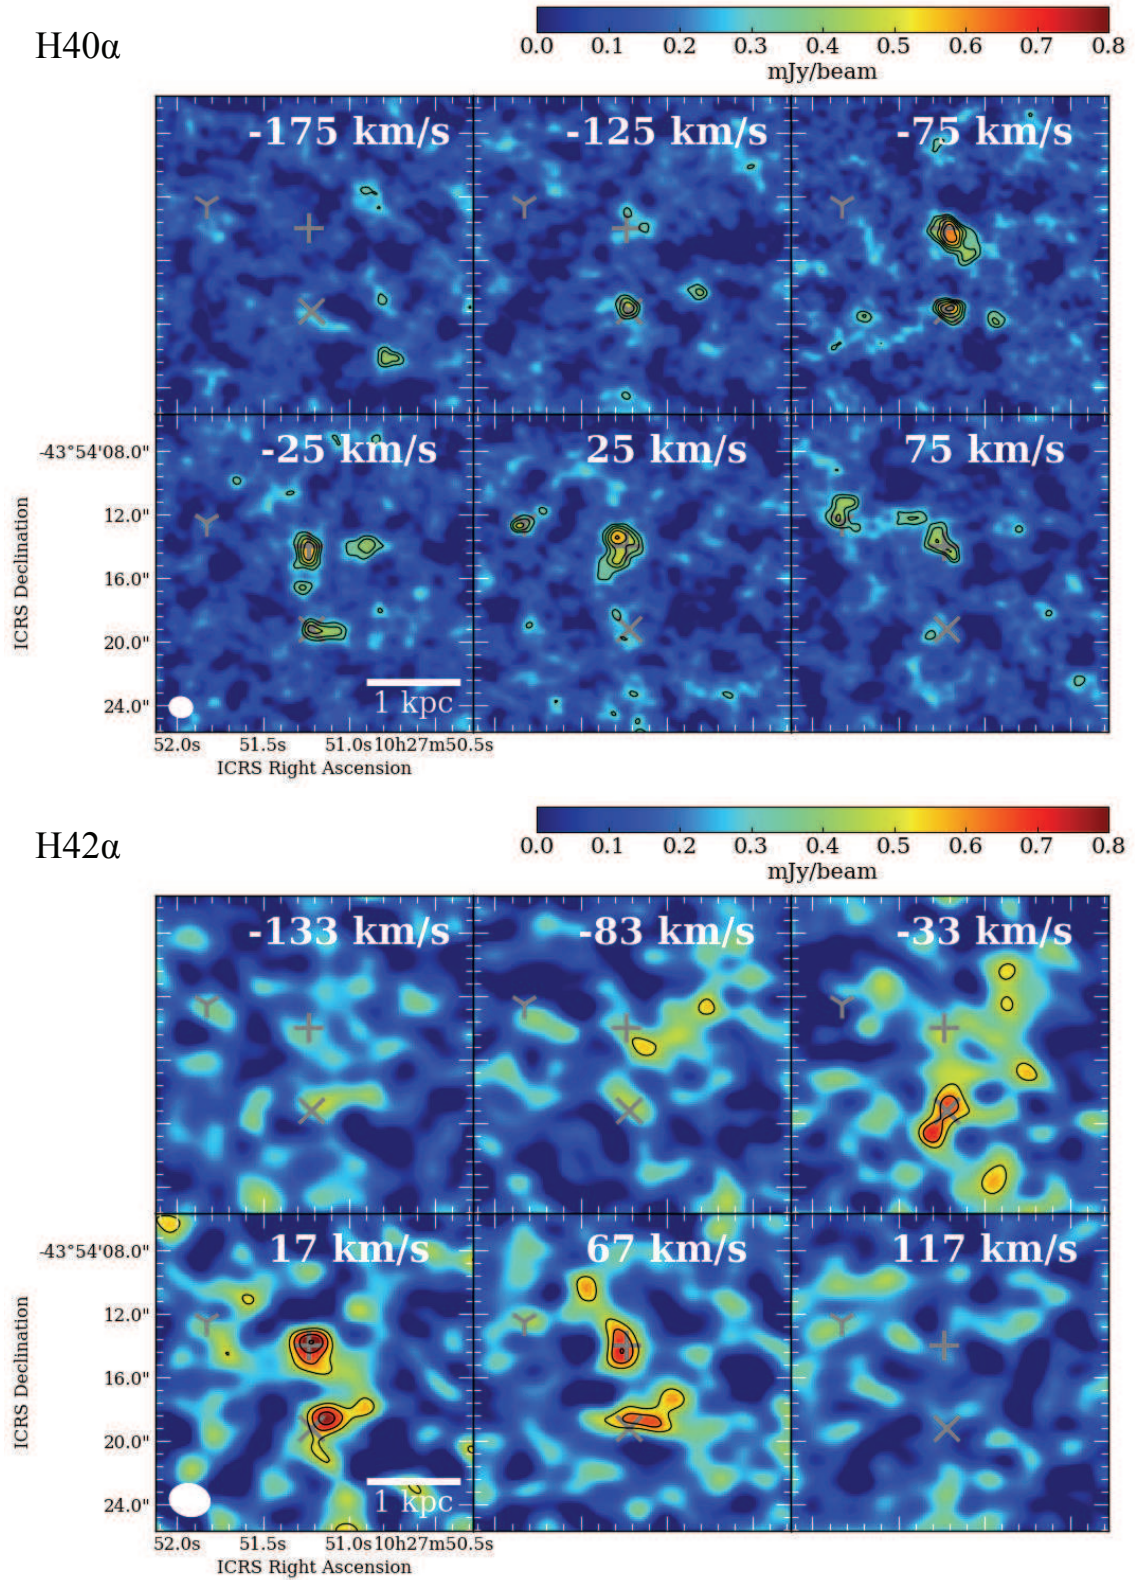 H40α
0.0 0.1 0.2 0.3 0.4 0.5 0.6 0.7 0.8
mJy/beam
-175 km/s -125 km/s -75 km/s
-25 km/s 25 km/s 75 km/s
-43°54'08.0"
12.0"
16.0"
20.0"
24.0"
ICRS Declination
1 kpc
52.0s 51.5s 51.0s 10h27m50.5s
ICRS Right Ascension
H42α
0.0 0.1 0.2 0.3 0.4 0.5 0.6 0.7 0.8
mJy/beam
-133 km/s -83 km/s -33 km/s
17 km/s 67 km/s 117 km/s
-43°54'08.0"
12.0"
16.0"
20.0"
24.0"
ICRS Declination
1 kpc
52.0s 51.5s 51.0s 10h27m50.5s
ICRS Right Ascension